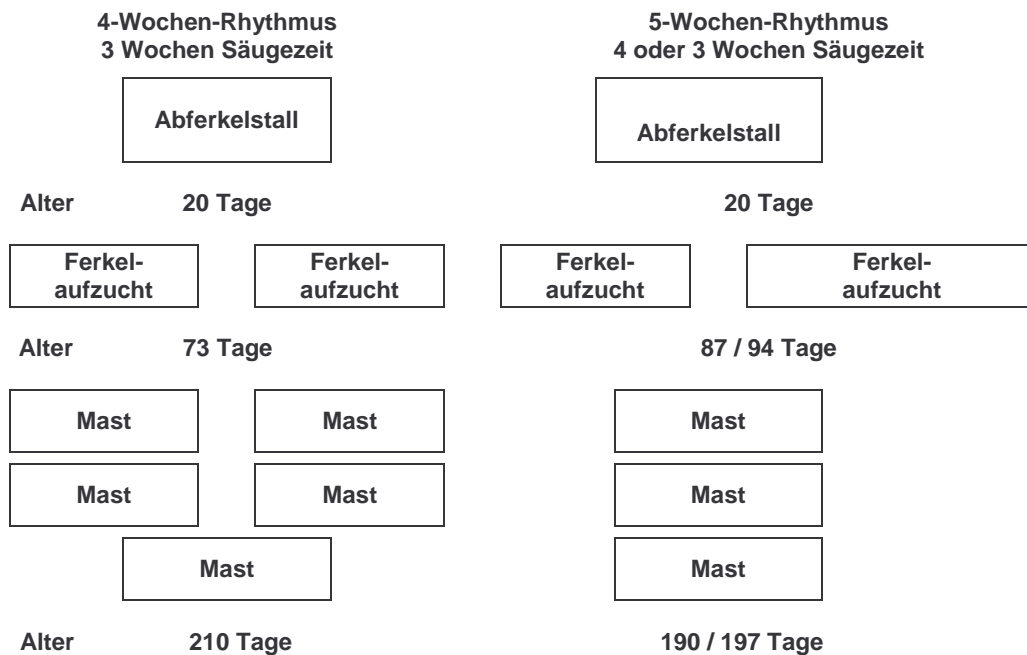 4-Wochen-Rhythmus
3 Wochen Säugezeit
5-Wochen-Rhythmus
4 oder 3 Wochen Säugezeit
Abferkelstall
Abferkelstall
Alter 20 Tage 20 Tage
Ferkel-
aufzucht
Ferkel-
aufzucht
Ferkel-
aufzucht
Ferkel-
aufzucht
Alter 73 Tage 87 / 94 Tage
Mast Mast Mast
Mast Mast Mast
Mast Mast
Alter 210 Tage 190 / 197 Tage